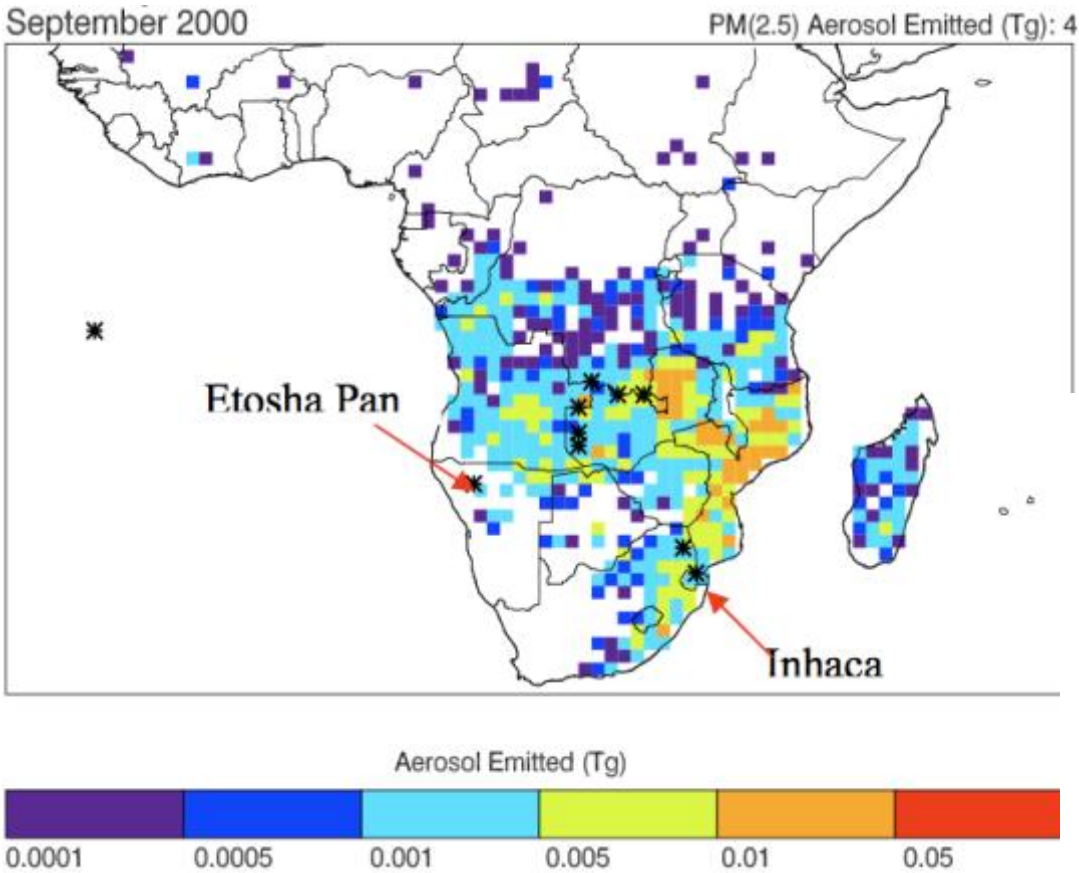 September 2000
PM(2.5) Aerosol Emitted (Tg): 4
Etosha Pan
Inhaca
Aerosol Emitted (Tg)
0.0001 0.0005 0.001 0.005 0.01 0.05